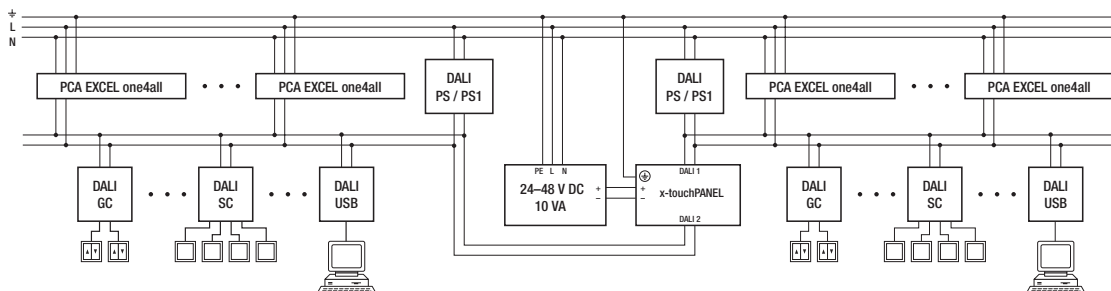 L
N
PCA EXCEL one4all
PCA EXCEL one4all
DALI
PS / PS1
DALI
PS / PS1
PCA EXCEL one4all
PCA EXCEL one4all
DALI
GC
DALI
SC
DALI
USB
PE L N
24–48 V DC
10 VA
+
–
+
–
DALI 1
x-touchPANEL
DALI 2
DALI
GC
DALI
SC
DALI
USB